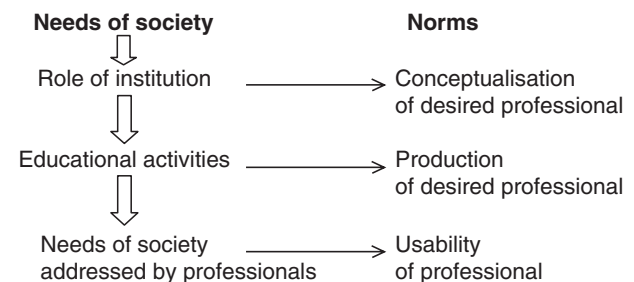 Needs of society
Norms
Role of institution
Conceptualisation
of desired professional
Educational activities
Production
of desired professional
Needs of society
addressed by professionals
Usability
of professional